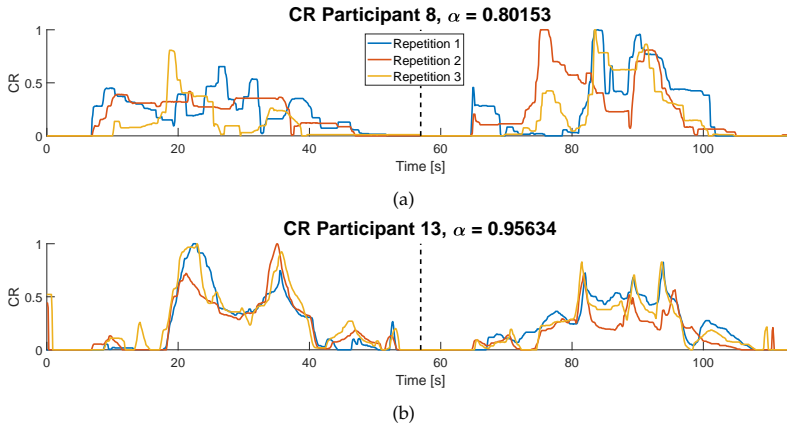 CR Participant 8, α = 0.80153
1
0.5
0
CR
Repetition 1
Repetition 2
Repetition 3
0 20 40 60 80 100
Time [s]
(a)
CR Participant 13, α = 0.95634
1
0.5
0
CR
0 20 40 60 80 100
Time [s]
(b)